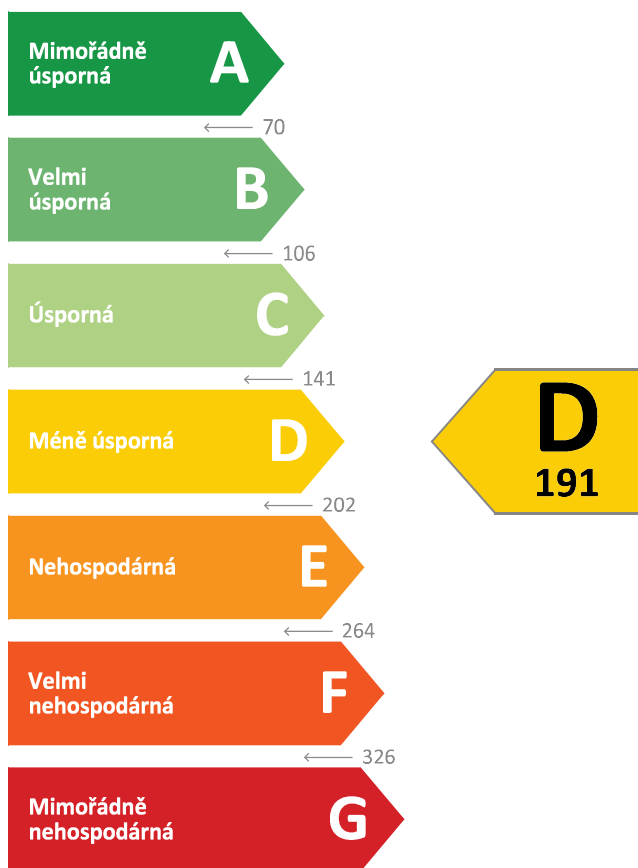 Mimořádně
úsporná
A
70
Velmi
úsporná
B
106
Úsporná
C
141
Méně úsporná
D
D
191
202
Nehospodárná
E
264
Velmi
nehospodárná
F
326
Mimořádně
nehospodárná
G